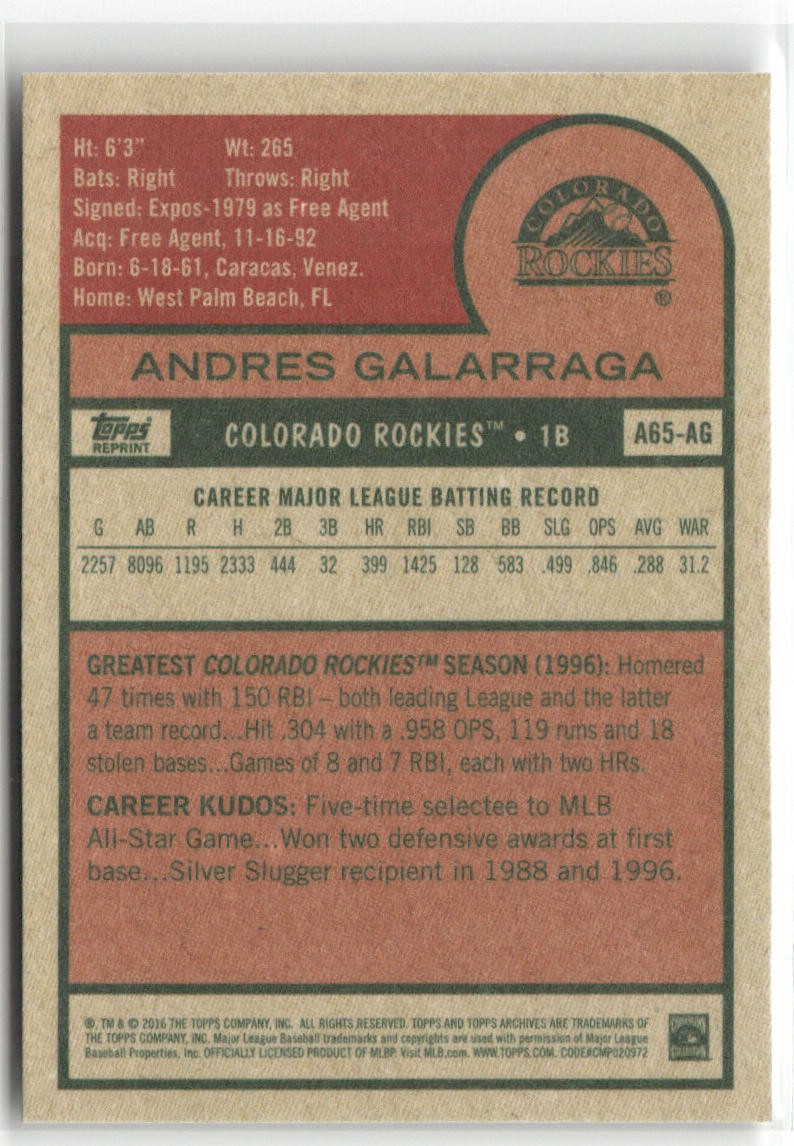 Ht: 6'3" Wt: 265
Bats: Right Throws: Right
Signed: Expos-1979 as Free Agent
Acq: Free Agent, 11-16-92
Born: 6-18-61, Caracas, Venez.
Home: West Palm Beach, FL
COLORADO
ROCKIES
®
ANDRES GALARRAGA
Topps®
REPRINT
COLORADO ROCKIES™ • 1B
A65-AG
CAREER MAJOR LEAGUE BATTING RECORD
G AB R H 2B 3B HR RBI SB BB SLG OPS AVG WAR
2257 8096 1195 2333 444 32 399 1425 128 583 .499 .846 .288 31.2
GREATEST COLORADO ROCKIES™ SEASON (1996): Homered
47 times with 150 RBI – both leading League and the latter
a team record...Hit .304 with a .958 OPS, 119 runs and 18
stolen bases...Games of 8 and 7 RBI, each with two HRs.
CAREER KUDOS: Five-time selectee to MLB
All-Star Game...Won two defensive awards at first
base...Silver Slugger recipient in 1988 and 1996.
®, TM & © 2016 THE TOPPS COMPANY, INC. ALL RIGHTS RESERVED. TOPPS AND TOPPS ARCHIVES ARE TRADEMARKS OF
THE TOPPS COMPANY, INC. Major League Baseball trademarks and copyrights are used with permission of Major League
Baseball Properties, Inc. OFFICIALLY LICENSED PRODUCT OF MLBP. Visit MLB.com. WWW.TOPPS.COM. CODE#CMP020972